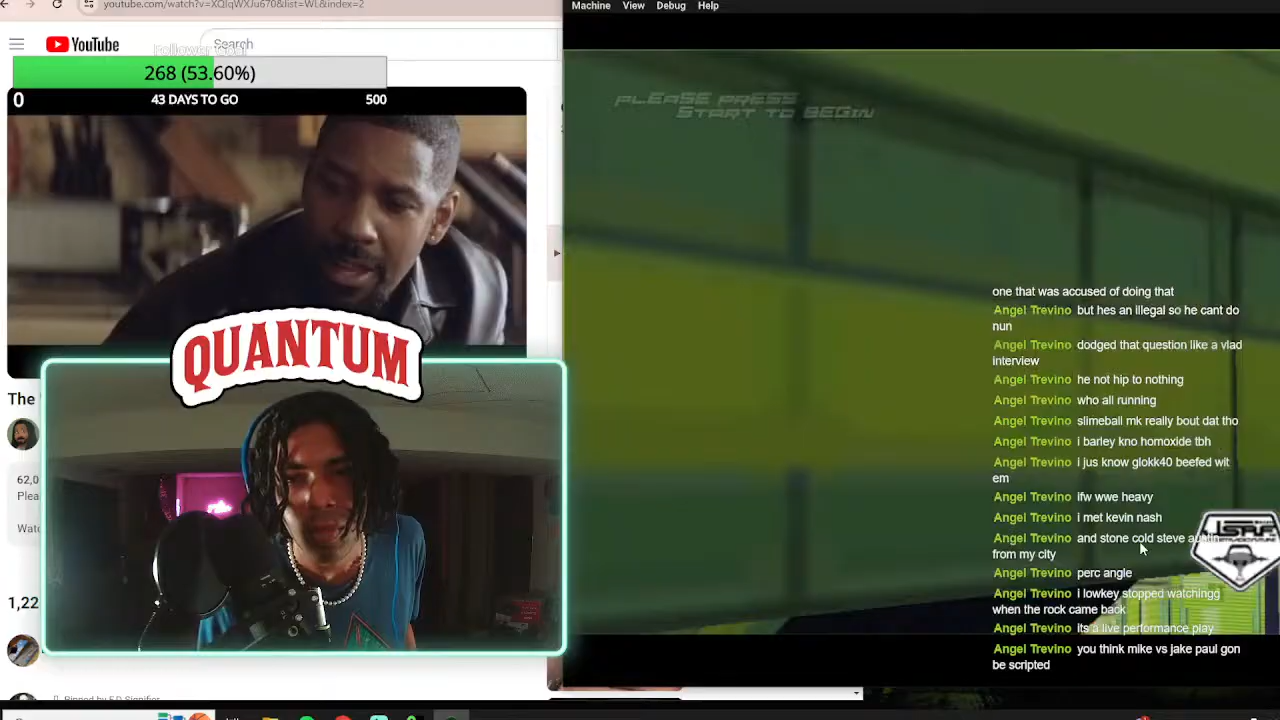 youtube.com/watch?v=XQIqWXJu670&list=WL&index=2
Machine View Debug Help
YouTube
Search
268 (53.60%)
0 43 DAYS TO GO 500
PLEASE PRESS
START TO BEGIN
QUANTUM
The
62,0
Plea
Wato
1,22
Pinned by F.D Signifier
one that was accused of doing that
Angel Trevino but hes an illegal so he cant do
nun
Angel Trevino dodged that question like a vlad
interview
Angel Trevino he not hip to nothing
Angel Trevino who all running
Angel Trevino slimeball mk really bout dat tho
Angel Trevino i barley kno homoxide tbh
Angel Trevino i jus know glokk40 beefed wit
em
Angel Trevino ifw wwe heavy
Angel Trevino i met kevin nash
Angel Trevino and stone cold steve austin
from my city
Angel Trevino perc angle
Angel Trevino i lowkey stopped watchingg
when the rock came back
Angel Trevino its a live performance play
Angel Trevino you think mike vs jake paul gon
be scripted
JSRF